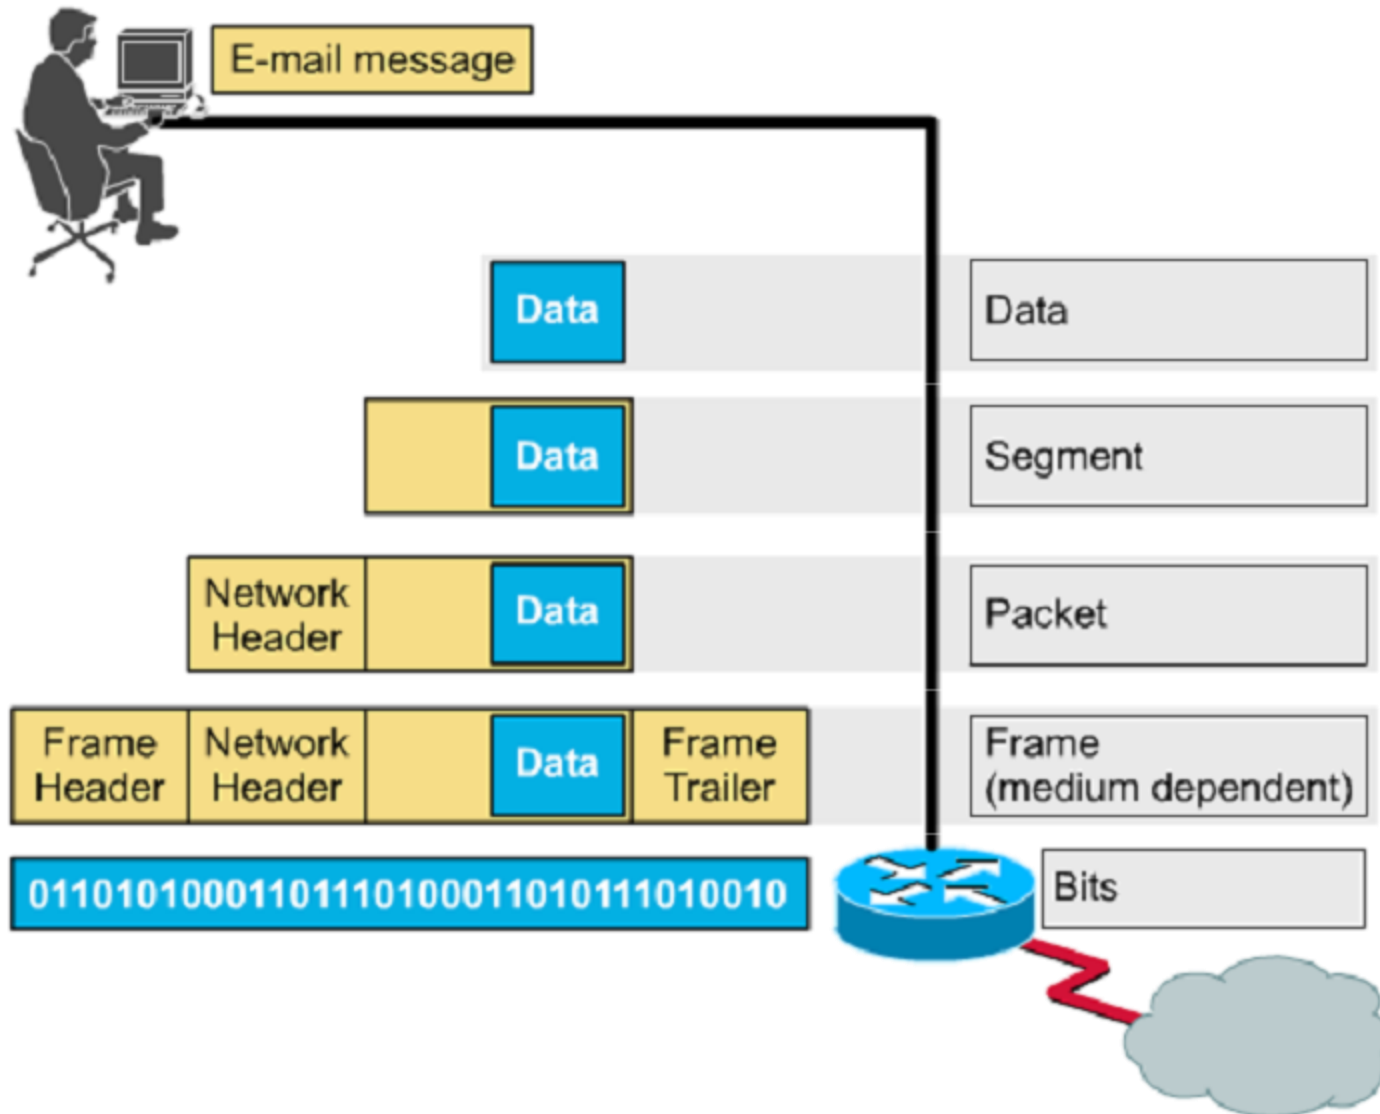 E-mail message
Data
Data
Data
Segment
Network
Header
Data
Packet
Frame
Header
Network
Header
Data
Frame
Trailer
Frame
(medium dependent)
0110101000110111010001101011101001​0
Bits